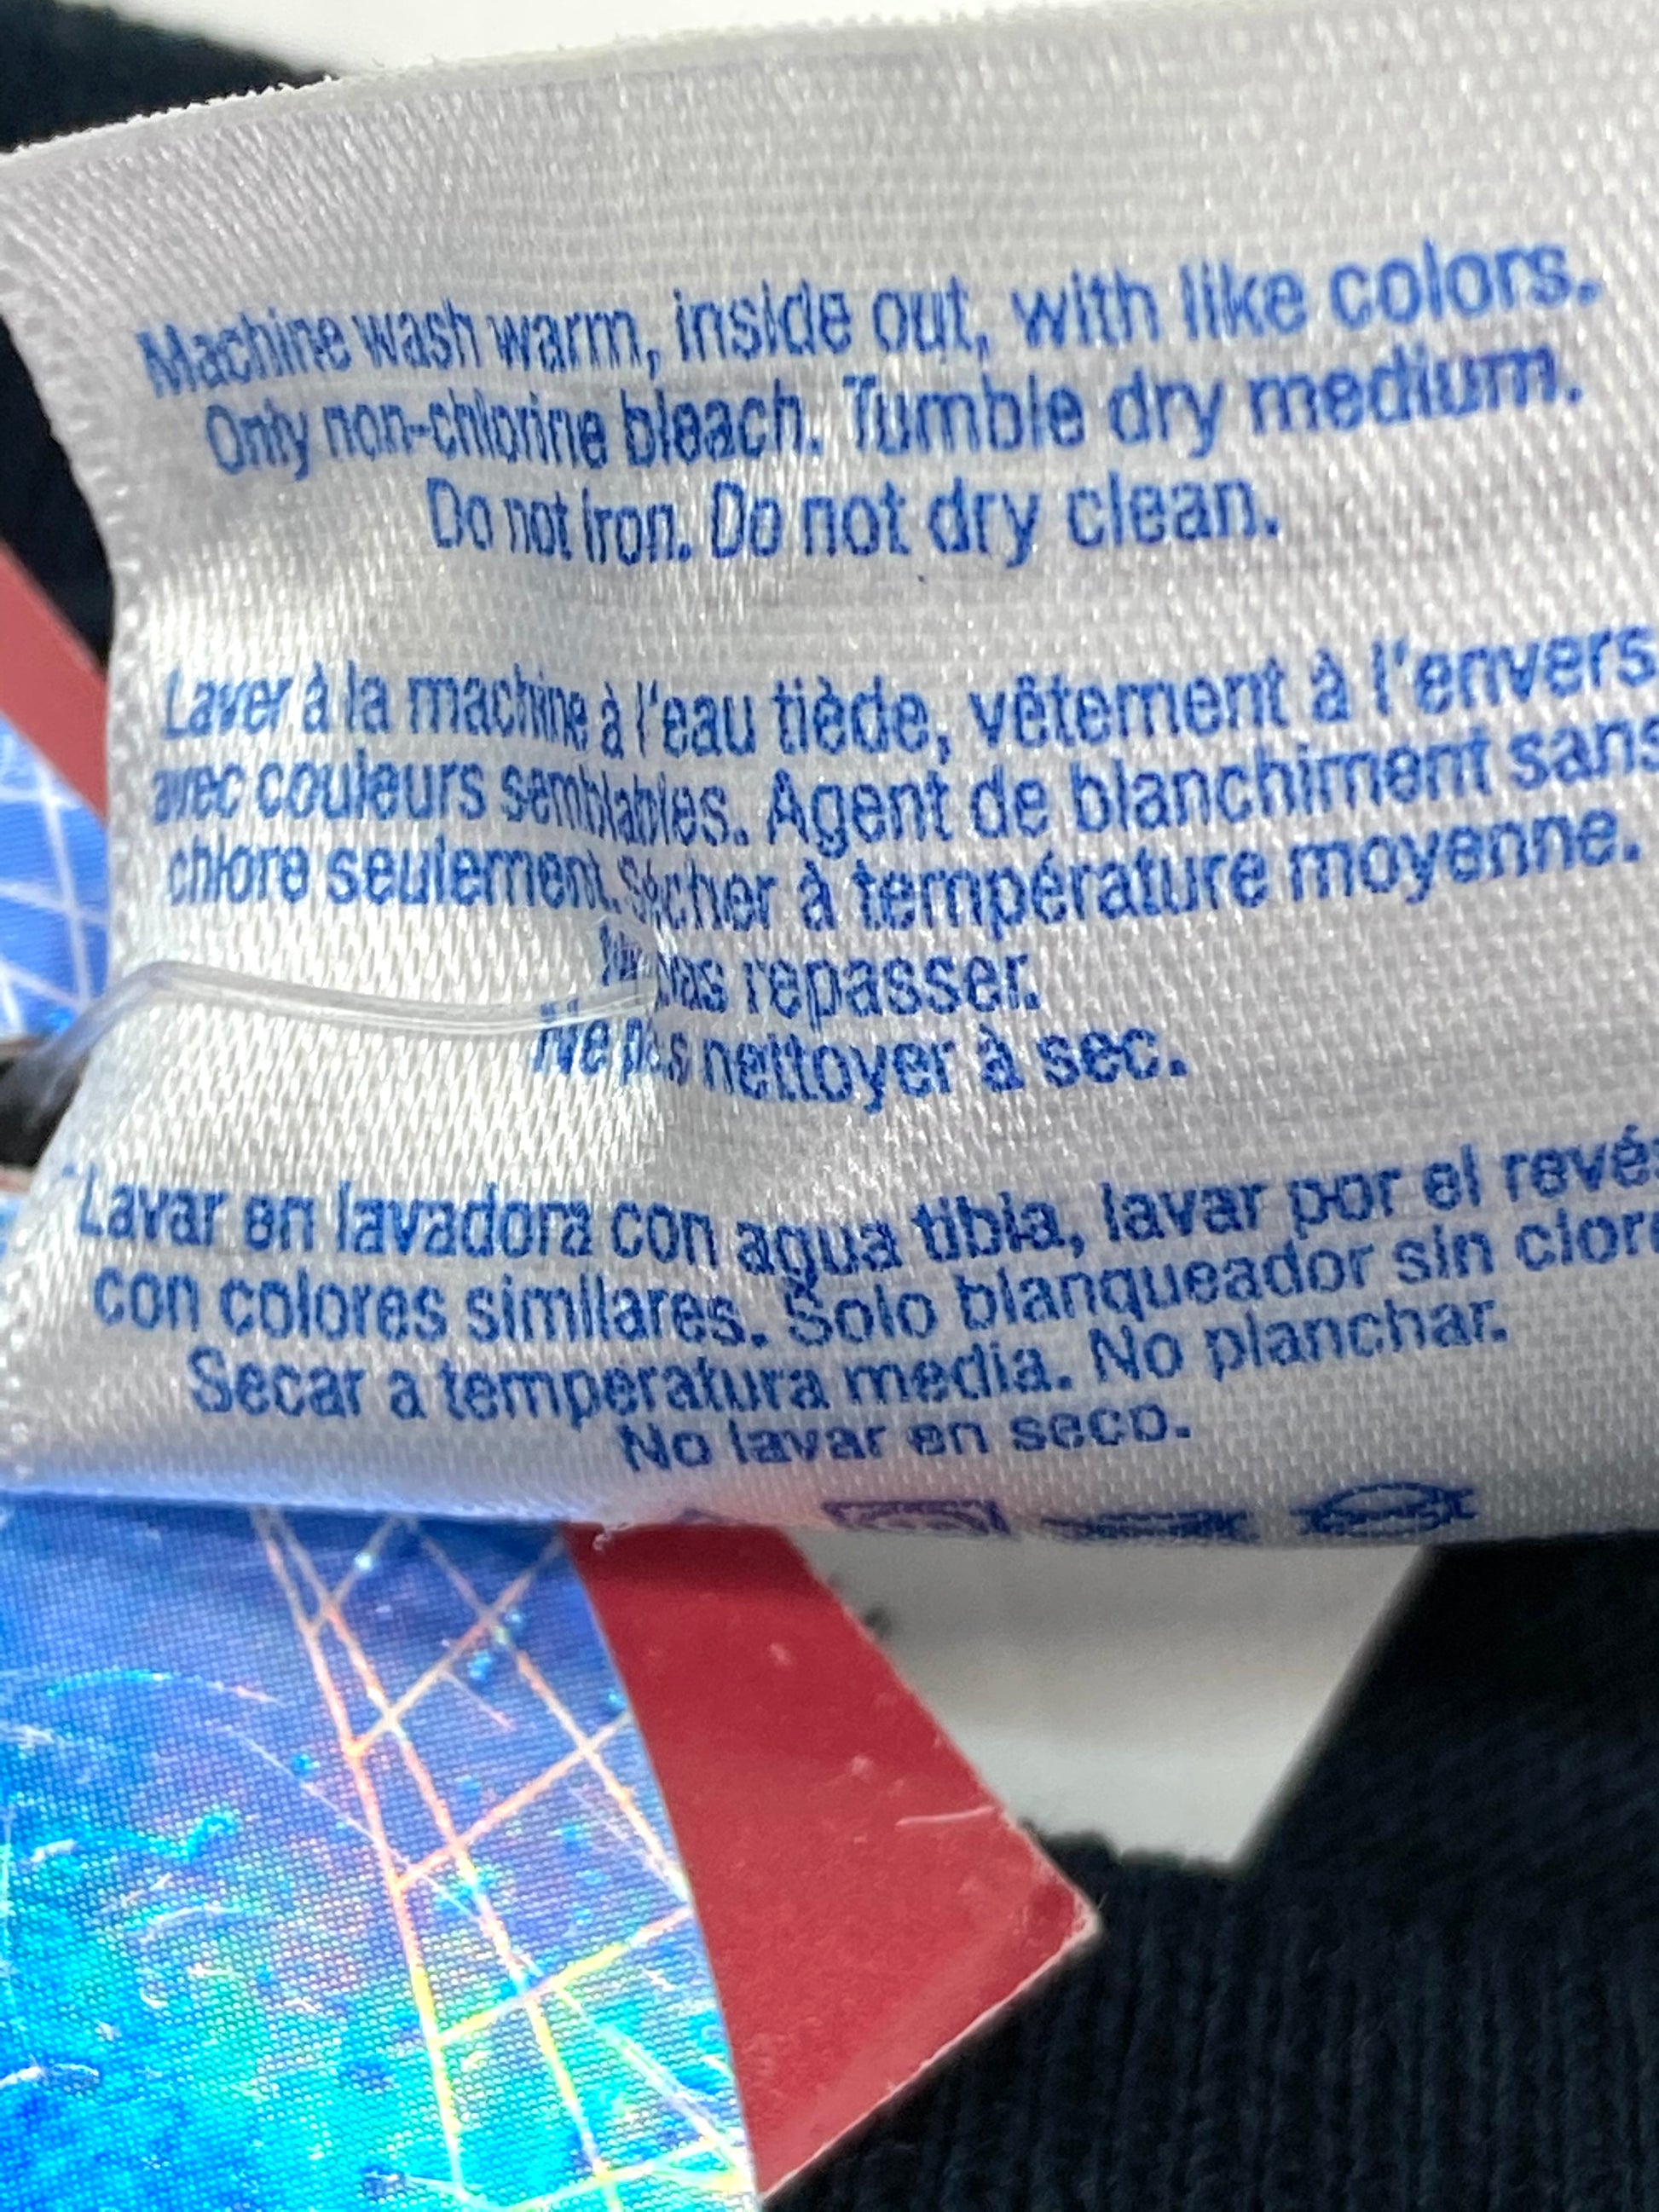 Machine wash warm, inside out, with like colors.
Only non-chlorine bleach. Tumble dry medium.
Do not iron. Do not dry clean.
Laver à la machine à l'eau tiède, vêtement à l'envers
avec couleurs semblables. Agent de blanchiment sans
chlore seulement. Sécher à température moyenne.
pas repasser.
Ne pas nettoyer à sec.
Lavar en lavadora con agua tibia, lavar por el revés
con colores similares. Solo blanqueador sin cloro
Secar a temperatura media. No planchar.
No lavar en seco.